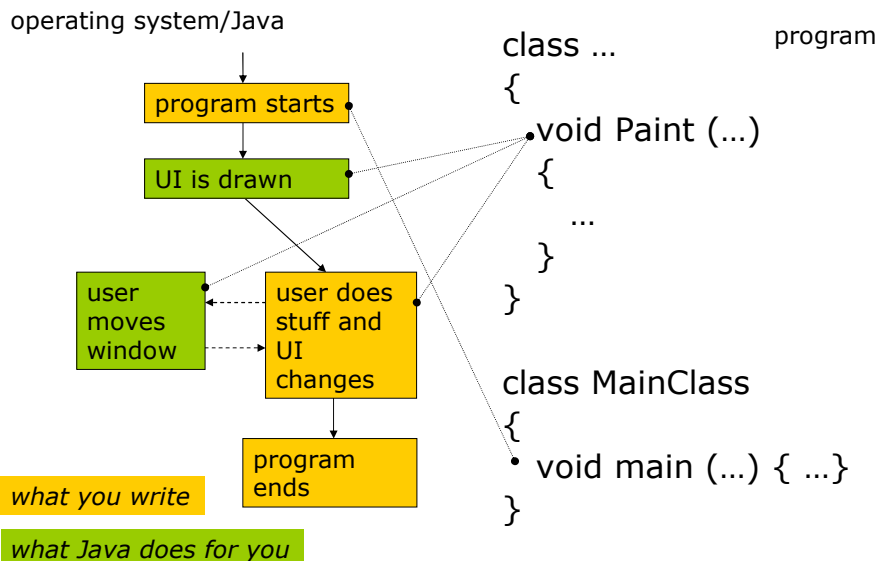 operating system/Java
program starts
UI is drawn
user
moves
window
user does
stuff and
UI
changes
program
ends
what you write
what Java does for you
program
class …
{
void Paint (…)
{
…
}
}
class MainClass
{
void main (…) { …}
}